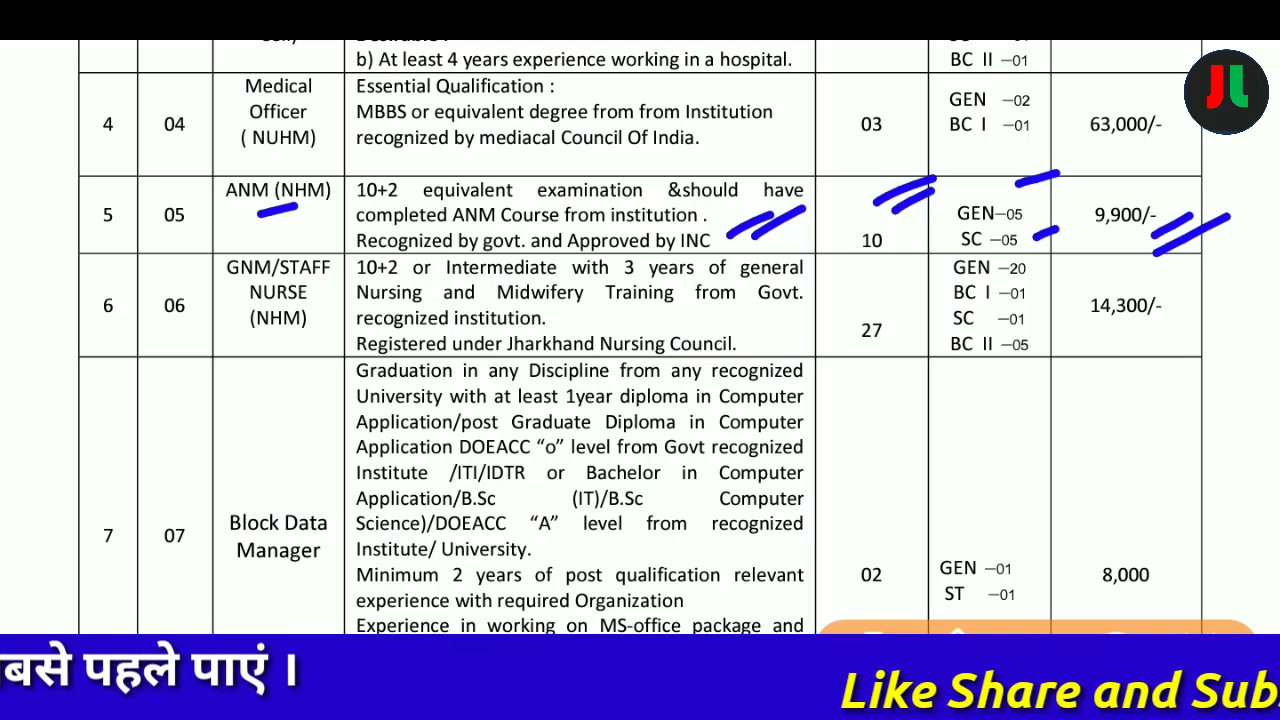 b) At least 4 years experience working in a hospital.
BC II –01
4
04
Medical
Officer
( NUHM)
Essential Qualification :
MBBS or equivalent degree from from Institution
recognized by mediacal Council Of India.
03
GEN –02
BC I –01
63,000/-
5
05
ANM (NHM)
10+2 equivalent examination &should have
completed ANM Course from institution .
Recognized by govt. and Approved by INC
10
GEN–05
SC –05
9,900/-
6
06
GNM/STAFF
NURSE
(NHM)
10+2 or Intermediate with 3 years of general
Nursing and Midwifery Training from Govt.
recognized institution.
Registered under Jharkhand Nursing Council.
27
GEN –20
BC I –01
SC –01
BC II –05
14,300/-
7
07
Block Data
Manager
Graduation in any Discipline from any recognized
University with at least 1year diploma in Computer
Application/post Graduate Diploma in Computer
Application DOEACC “o” level from Govt recognized
Institute /ITI/IDTR or Bachelor in Computer
Application/B.Sc (IT)/B.Sc Computer
Science)/DOEACC “A” level from recognized
Institute/ University.
Minimum 2 years of post qualification relevant
experience with required Organization
Experience in working on MS-office package and
02
GEN –01
ST –01
8,000
पहले पाएं ।
Like Share and Sub